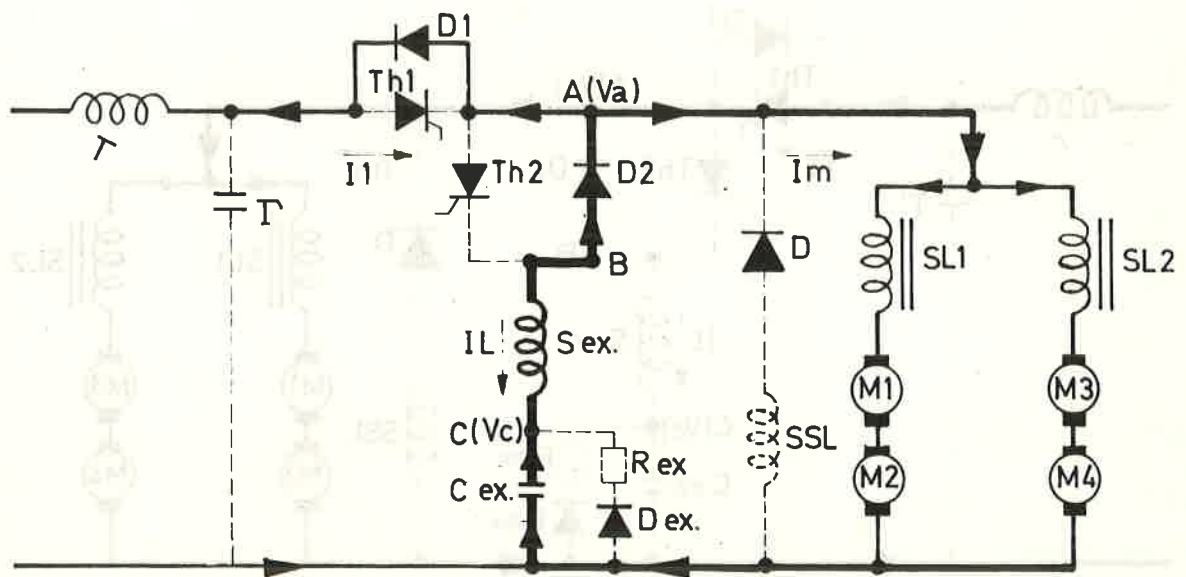 D1
Th1
A(Va)
T
I1
Th2
D2
Im
Γ
B
D
SL1
SL2
IL
S ex.
M1
M3
C(Vc)
R ex
SSL
C ex.
M2
M4
D ex.